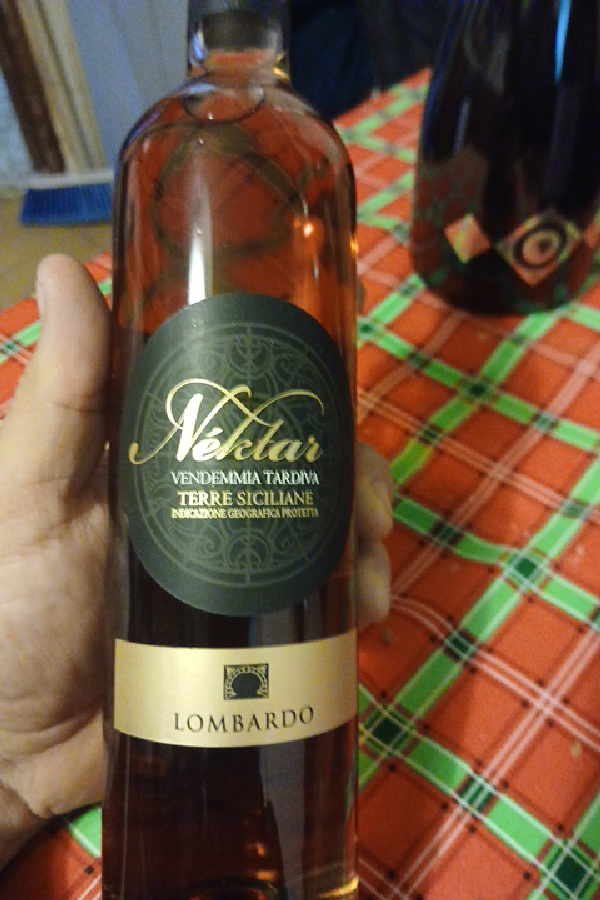 Néktar
VENDEMMIA TARDIVA
TERRE SICILIANE
INDICAZIONE GEOGRAFICA PROTETTA
LOMBARDO